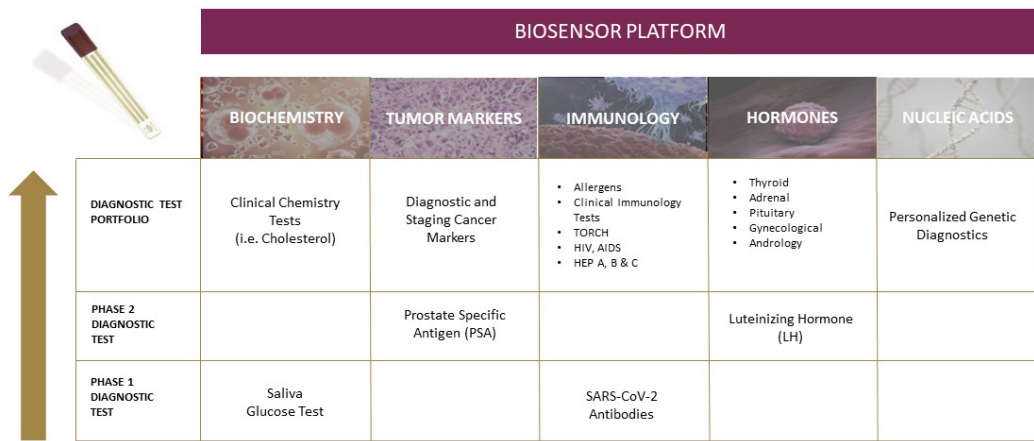 BIOSENSOR PLATFORM
BIOCHEMISTRY
TUMOR MARKERS
IMMUNOLOGY
HORMONES
NUCLEIC ACIDS
DIAGNOSTIC TEST
PORTFOLIO
Clinical Chemistry
Tests
(i.e. Cholesterol)
Diagnostic and
Staging Cancer
Markers
• Allergens
• Clinical Immunology
Tests
• TORCH
• HIV, AIDS
• HEP A, B & C
• Thyroid
• Adrenal
• Pituitary
• Gynecological
• Andrology
Personalized Genetic
Diagnostics
PHASE 2
DIAGNOSTIC
TEST
Prostate Specific
Antigen (PSA)
Luteinizing Hormone
(LH)
PHASE 1
DIAGNOSTIC
TEST
Saliva
Glucose Test
SARS-CoV-2
Antibodies